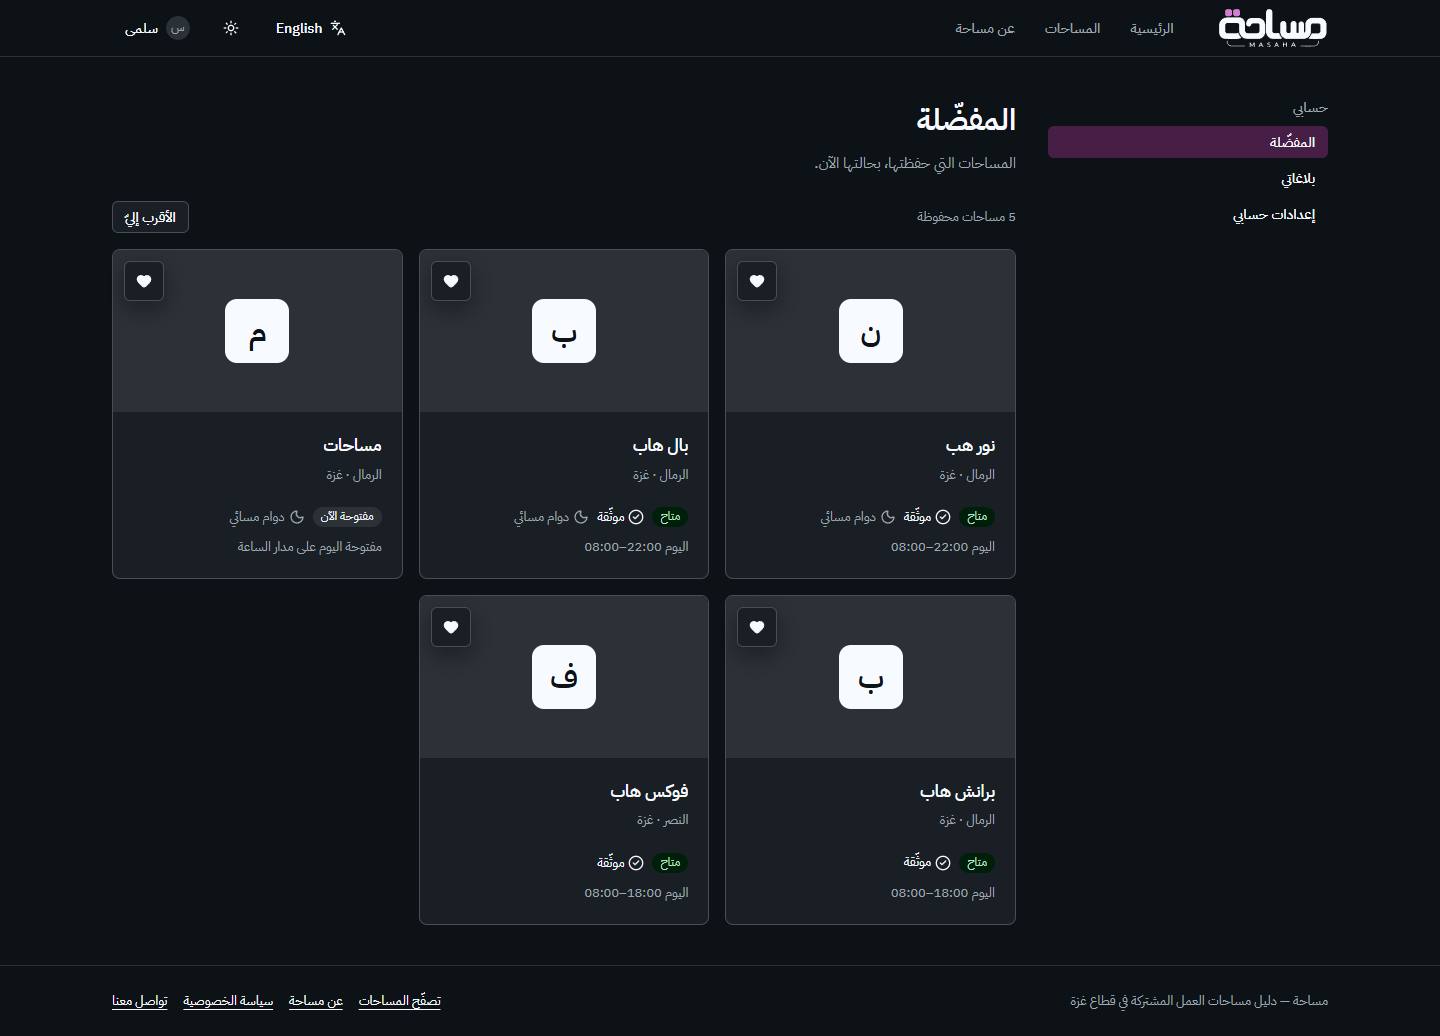 مساحة
MASAHA
الرئيسية
المساحات
عن مساحة
English
س
سلمى
حسابي
المفضّلة
بلاغاتي
إعدادات حسابي
المفضّلة
المساحات التي حفظتها، بحالتها الآن.
5 مساحات محفوظة
الأقرب إليّ
ن
نور هب
الرمال · غزة
متاح
موثّقة
دوام مسائي
اليوم 08:00–22:00
ب
بال هاب
الرمال · غزة
متاح
موثّقة
دوام مسائي
اليوم 08:00–22:00
م
مساحات
الرمال · غزة
مفتوحة الآن
دوام مسائي
مفتوحة اليوم على مدار الساعة
ب
برانش هاب
الرمال · غزة
متاح
موثّقة
اليوم 08:00–18:00
ف
فوكس هاب
النصر · غزة
متاح
موثّقة
اليوم 08:00–18:00
مساحة — دليل مساحات العمل المشتركة في قطاع غزة
تصفّح المساحات
عن مساحة
سياسة الخصوصية
تواصل معنا